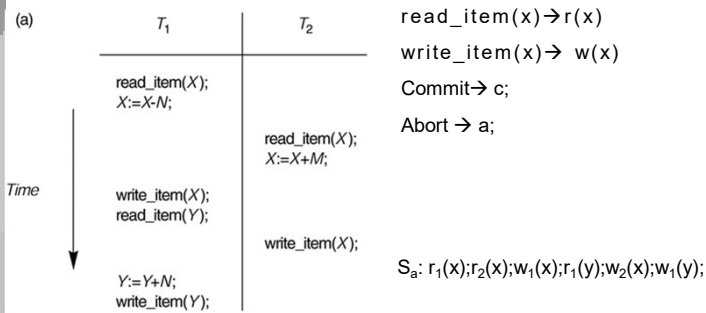 (a)
T₁ T₂
read_item(X);
X:=X-N;
read_item(X);
X:=X+M;
Time
write_item(X);
read_item(Y);
write_item(X);
Y:=Y+N;
write_item(Y);
read_item(x)→r(x)
write_item(x)→ w(x)
Commit→ c;
Abort → a;
Sₐ: r₁(x);r₂(x);w₁(x);r₁(y);w₂(x);w₁(y);